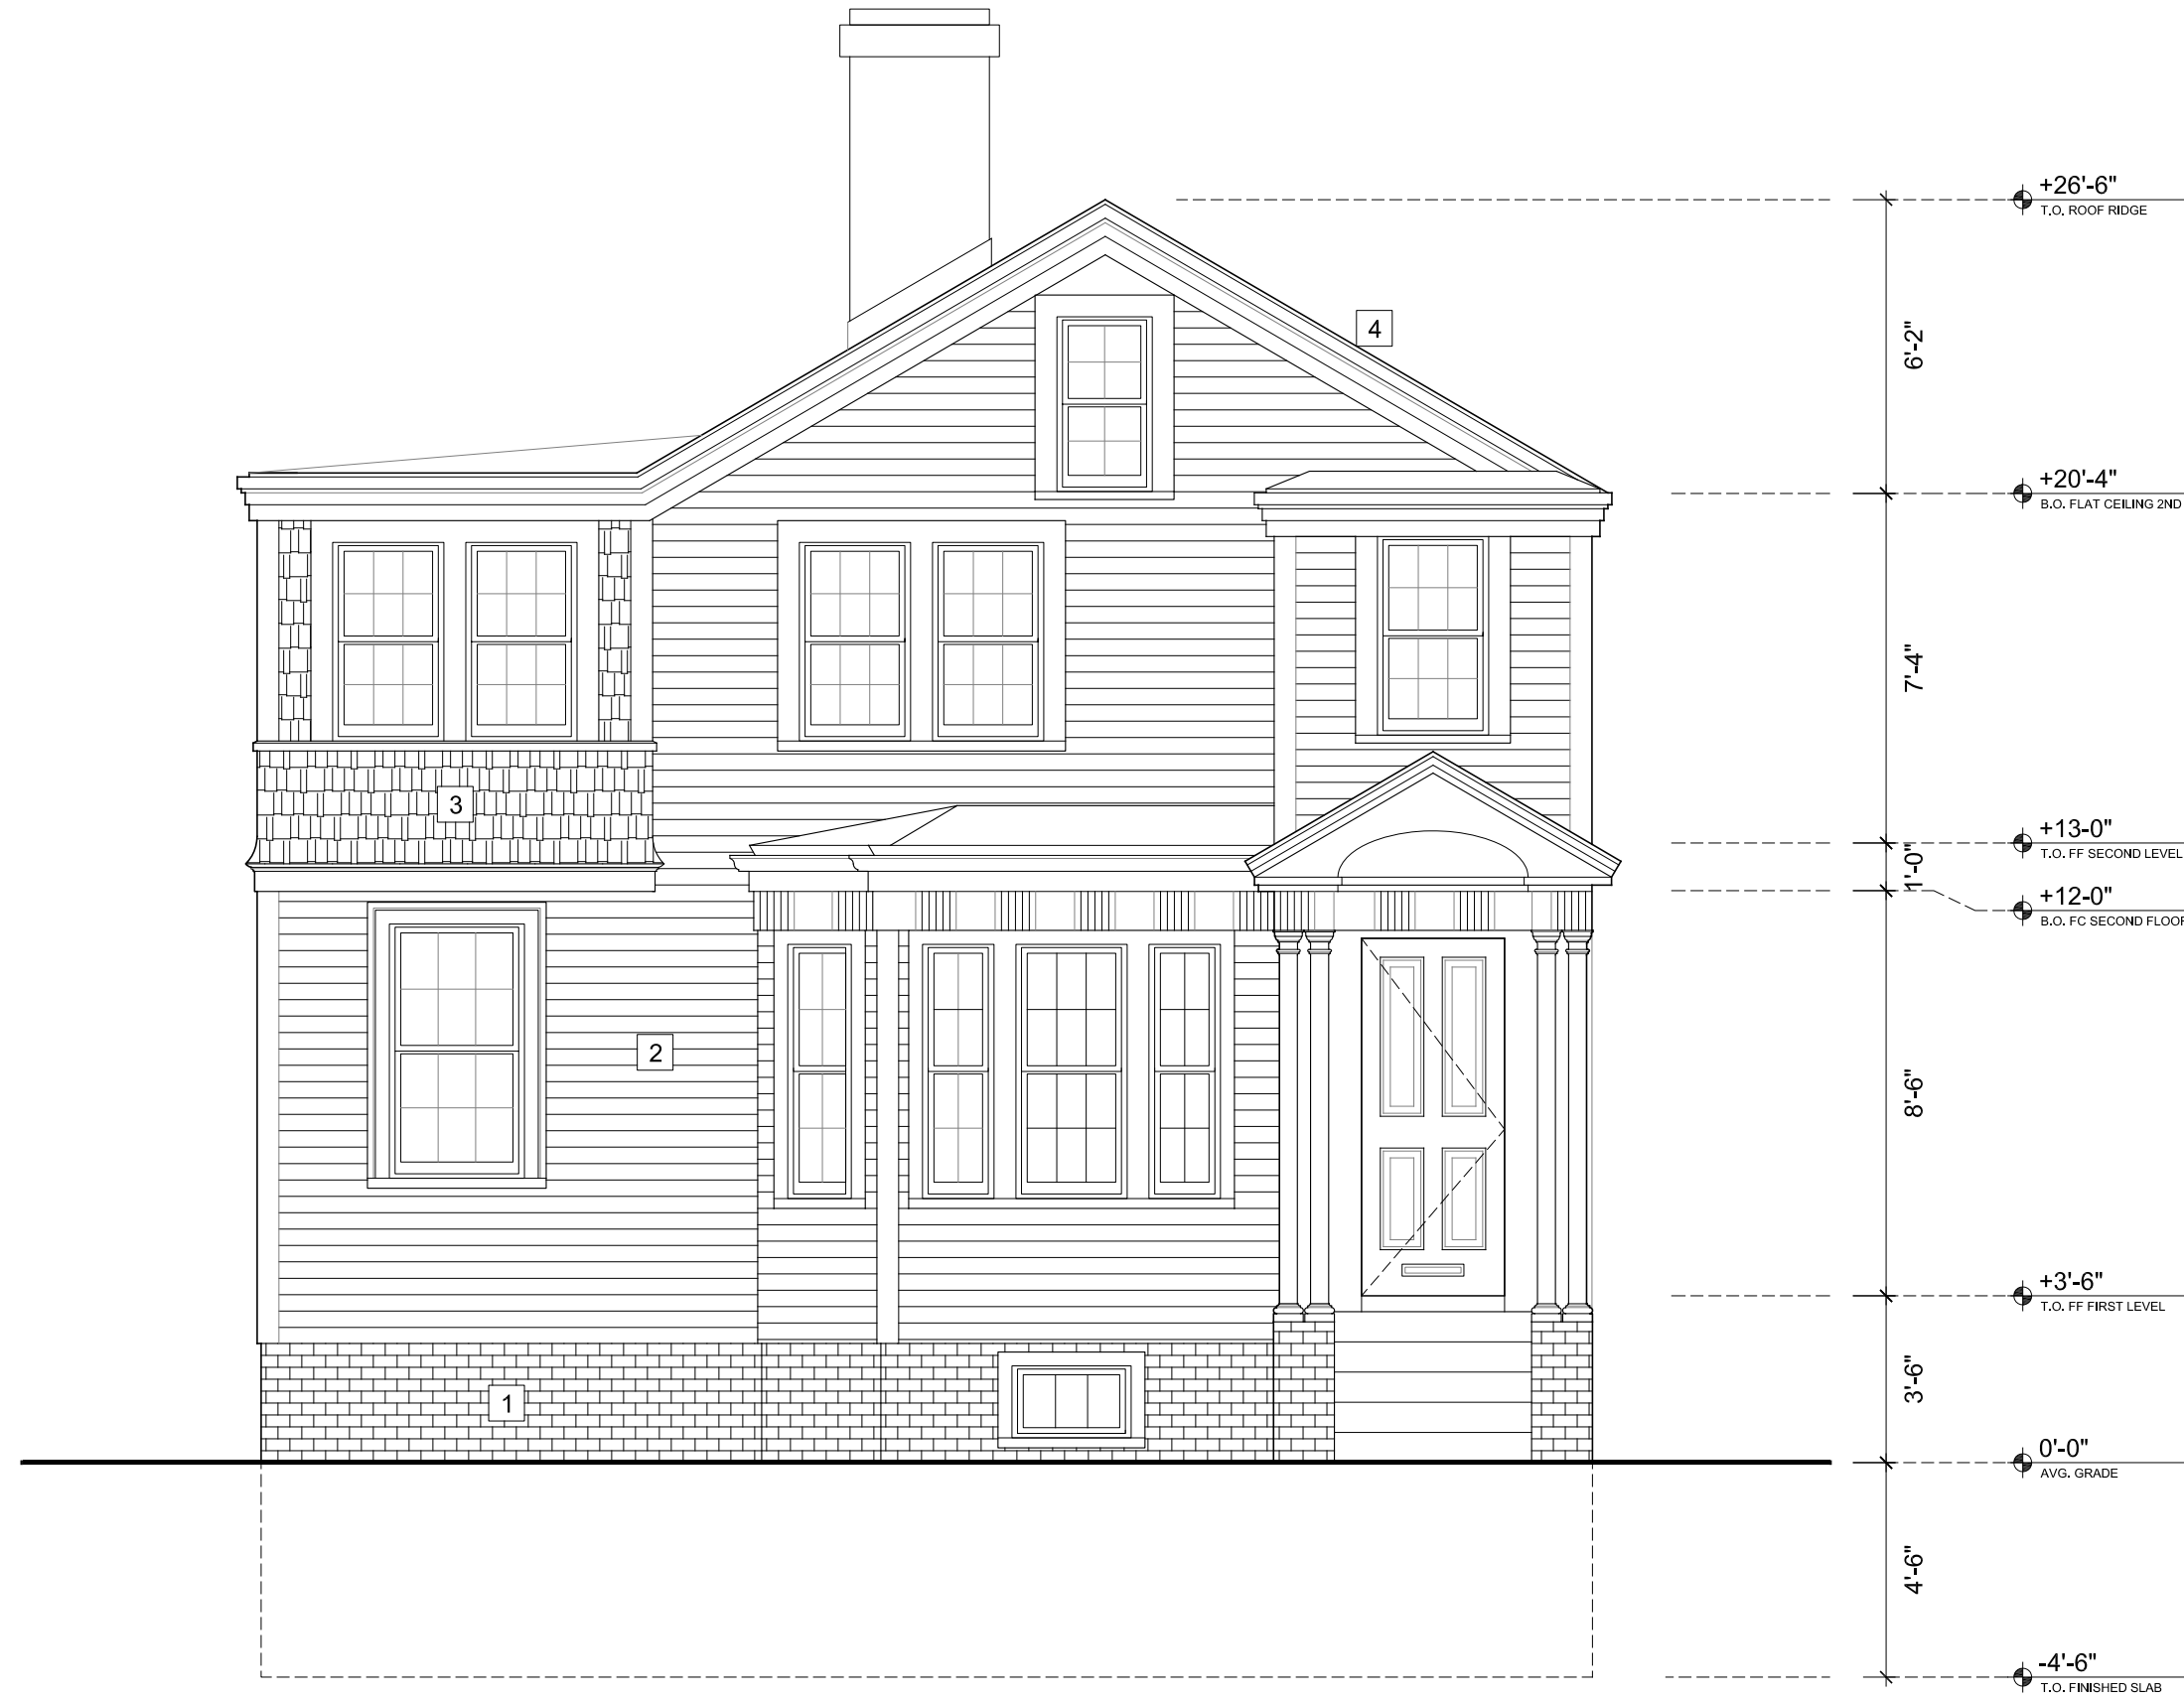 +26'-6"
T.O. ROOF RIDGE
4
6'-2"
+20'-4"
B.O. FLAT CEILING 2ND
7'-4"
3
+13-0"
T.O. FF SECOND LEVEL
1'-0"
+12-0"
B.O. FC SECOND FLOOR
2
8'-6"
+3'-6"
T.O. FF FIRST LEVEL
3'-6"
1
0'-0"
AVG. GRADE
4'-6"
-4'-6"
T.O. FINISHED SLAB